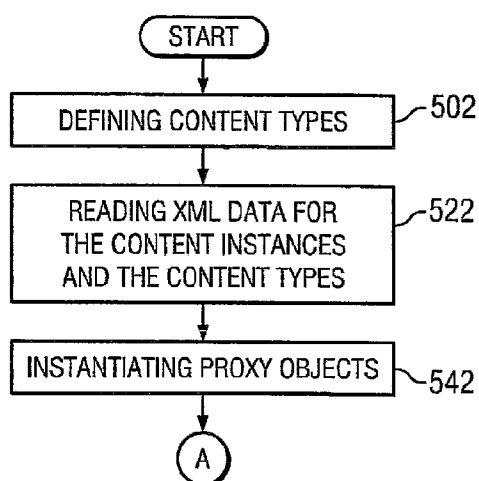 START
DEFINING CONTENT TYPES
502
READING XML DATA FOR
THE CONTENT INSTANCES
AND THE CONTENT TYPES
522
INSTANTIATING PROXY OBJECTS
542
A